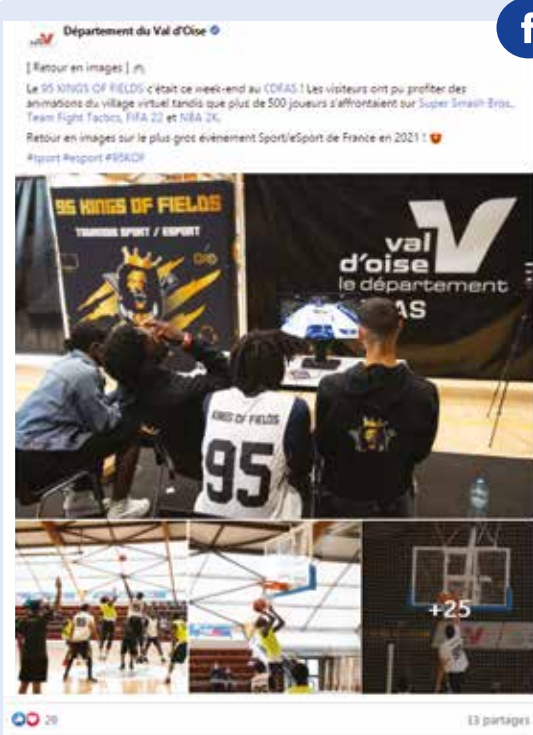 Département du Val d'Oise
[ Retour en images ]
Le 95 KINGS OF FIELDS c'était ce week-end au CDFAS ! Les visiteurs ont pu profiter des
animations du village virtuel tandis que plus de 500 joueurs s'affrontaient sur Super Smash Bros,
Team Fight Tactics, FIFA 22 et NBA 2K.
Retour en images sur le plus gros évènement Sport/eSport de France en 2021 !
#sport #esport #95KOF
95 KINGS OF FIELDS
TOURNOIS SPORT / ESPORT
val
d'oise
le département
AS
KINGS OF FIELDS
95
+25
20
13 partages
f